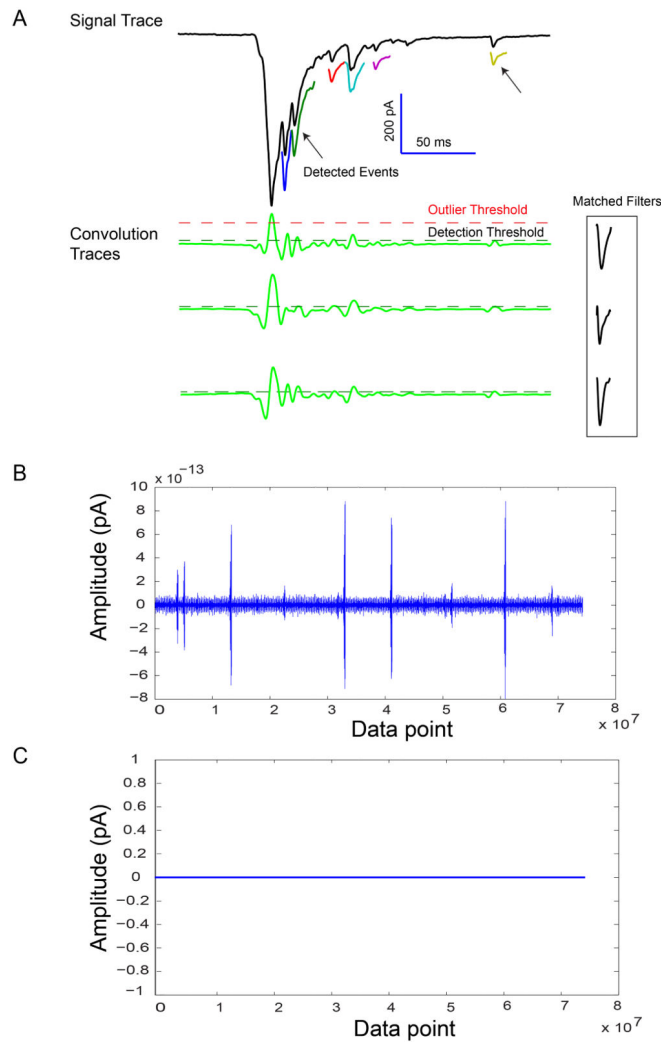 A
Signal Trace
200 pA
50 ms
Detected Events
Outlier Threshold
Matched Filters
Convolution
Traces
Detection Threshold
B
x 10−13
Amplitude (pA)
10
8
6
4
2
0
−2
−4
−6
−8
0 1 2 3 4 5 6 7 8
Data point
x 10 7
C
Amplitude (pA)
1
0.8
0.6
0.4
0.2
0
−0.2
−0.4
−0.6
−0.8
−1
0 1 2 3 4 5 6 7 8
Data point
x 10 7